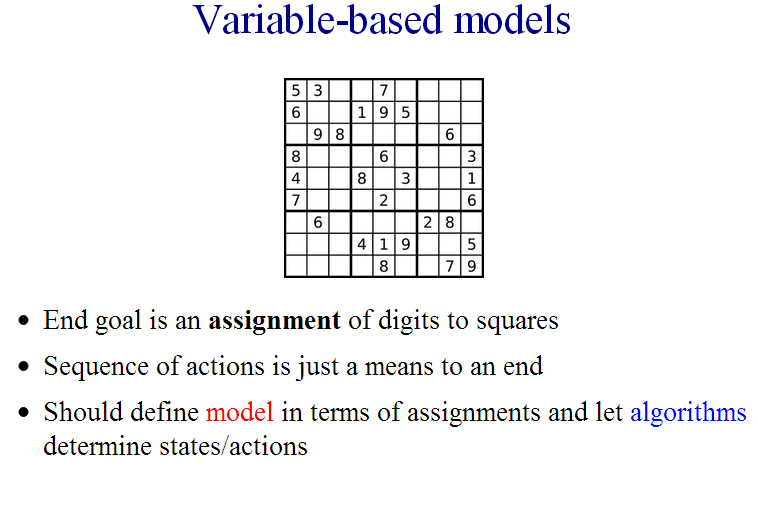 Variable-based models
5 3 7
6 1 9 5
9 8 6
8 6 3
4 8 3 1
7 2 6
6 2 8
4 1 9 5
8 7 9
• End goal is an assignment of digits to squares
• Sequence of actions is just a means to an end
• Should define model in terms of assignments and let algorithms
determine states/actions